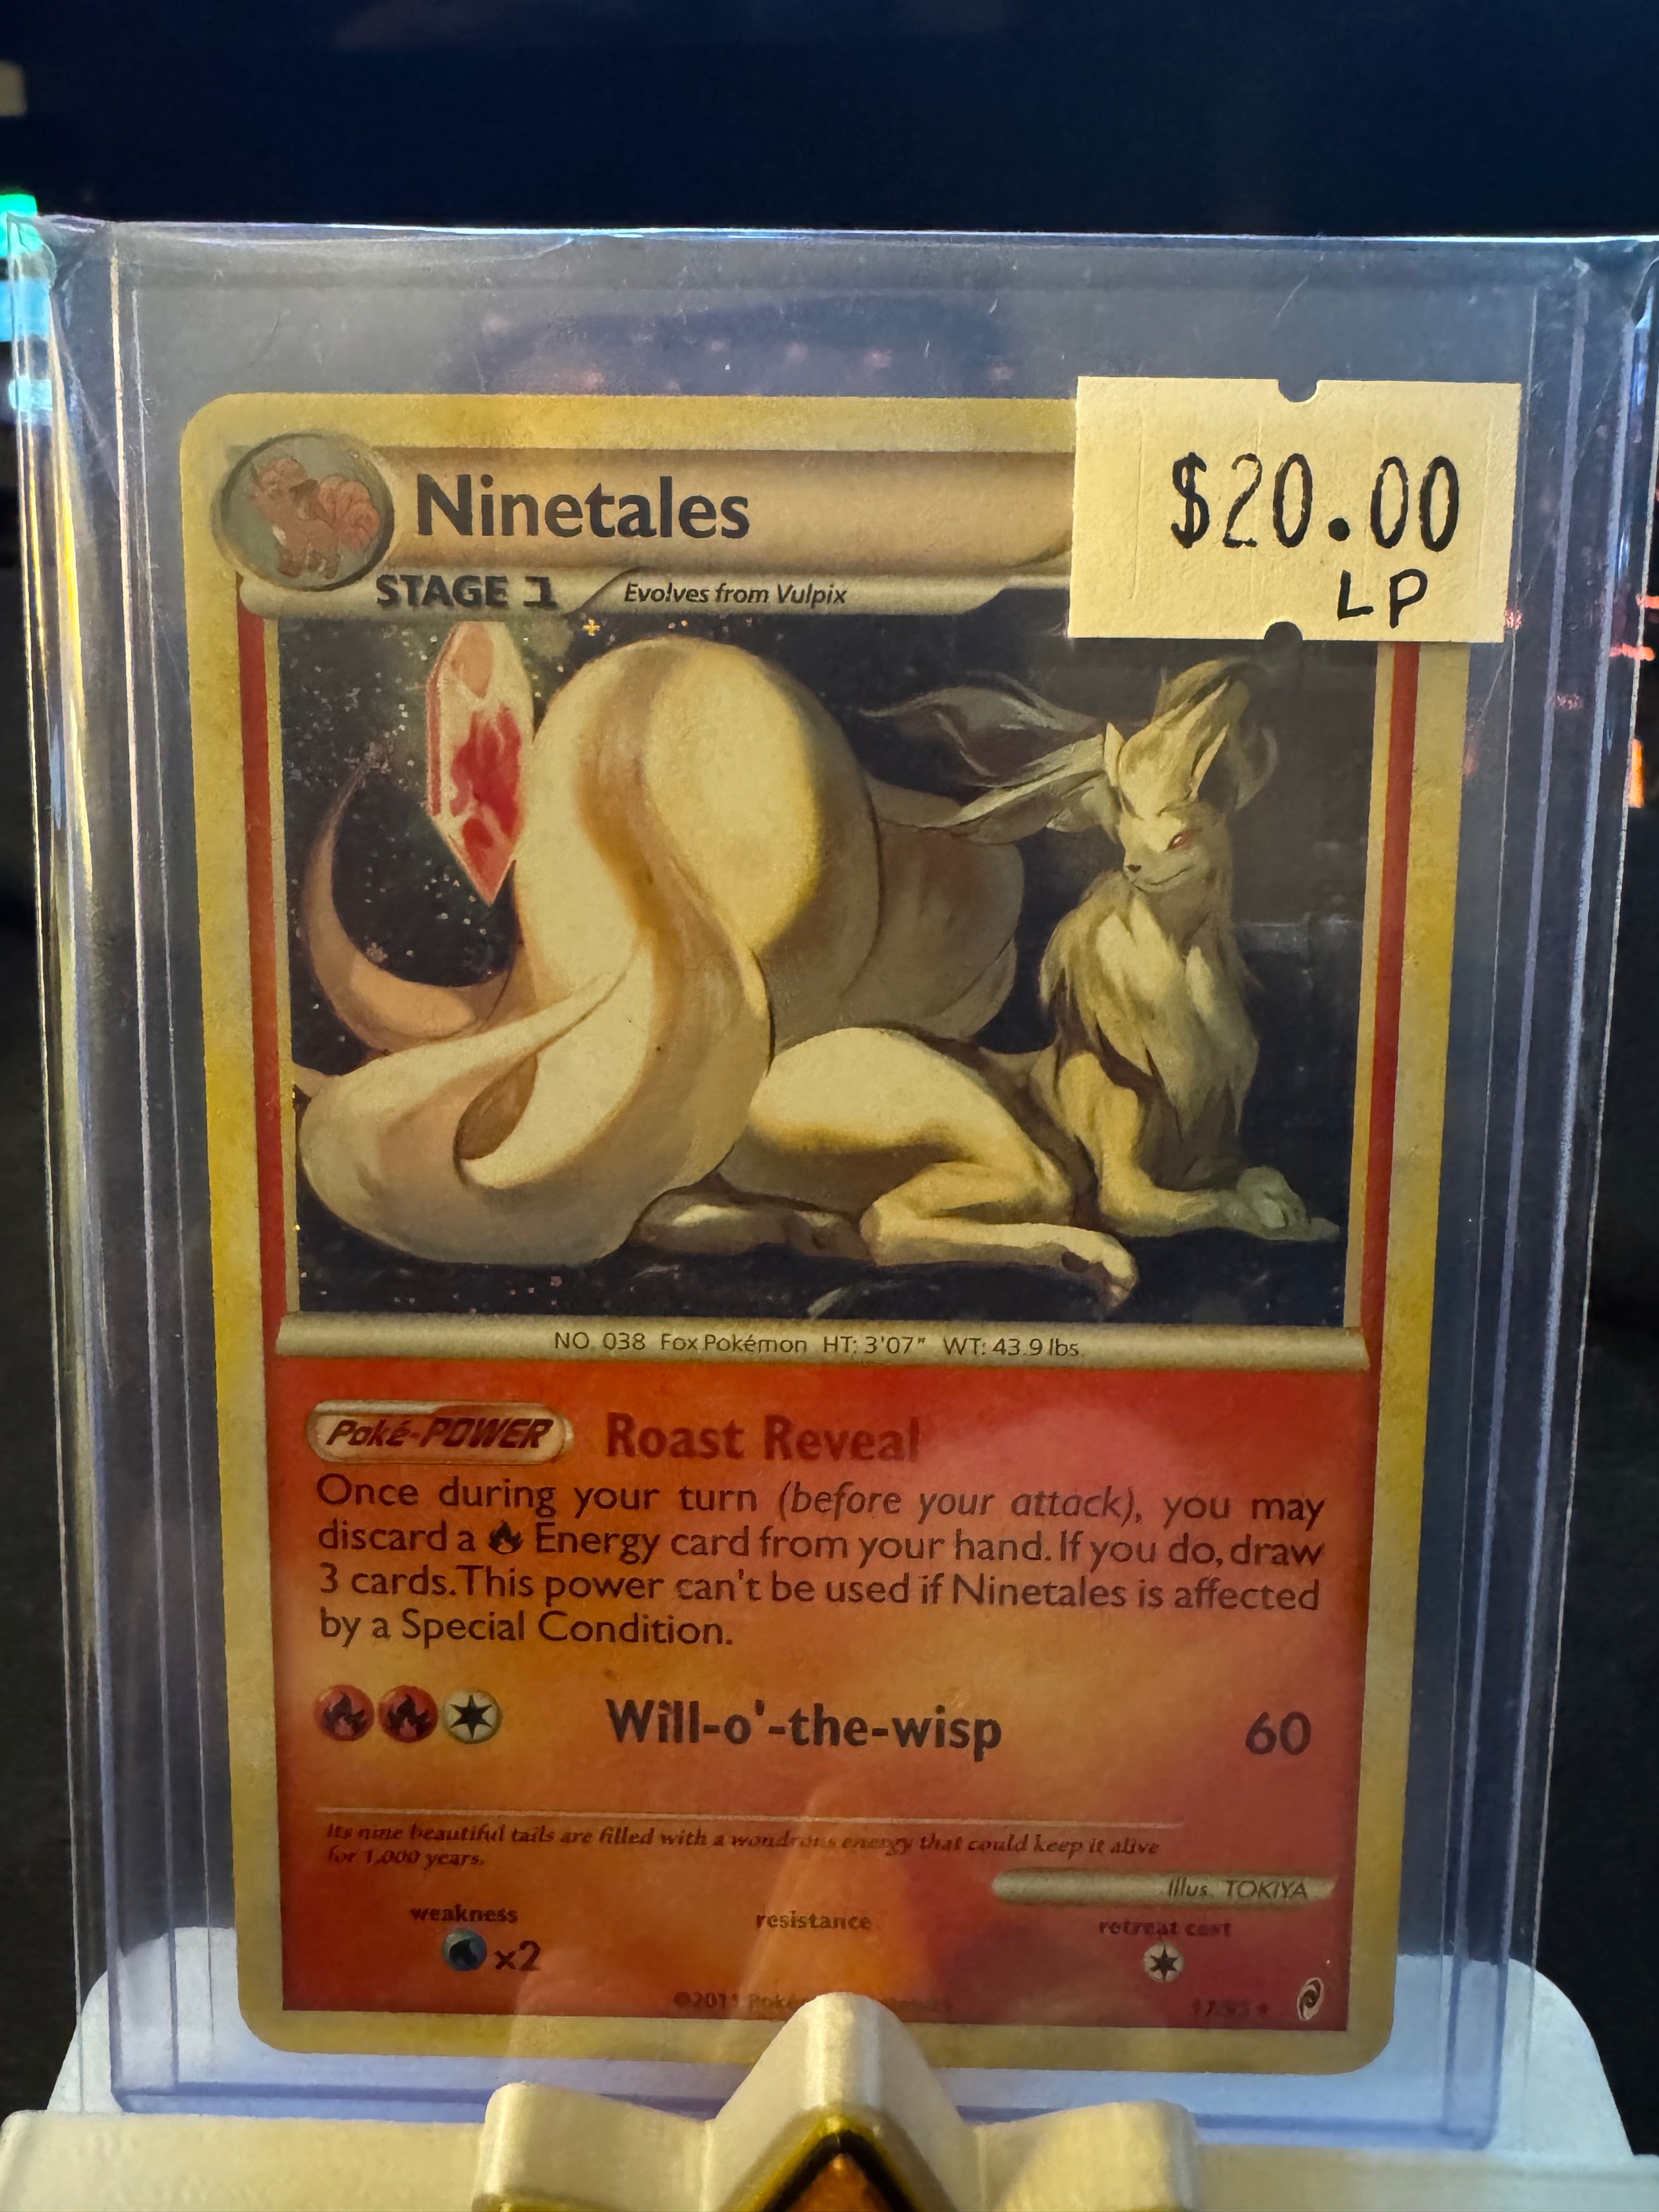 $20.00
LP
Ninetales
STAGE 1 Evolves from Vulpix
NO. 038 Fox Pokémon HT: 3'07" WT: 43.9 lbs.
Poké-POWER Roast Reveal
Once during your turn (before your attack), you may
discard a Energy card from your hand. If you do, draw
3 cards. This power can't be used if Ninetales is affected
by a Special Condition.
Will-o'-the-wisp 60
Its nine beautiful tails are filled with a wondrous energy that could keep it alive
for 1,000 years.
Illus. TOKIYA
weakness resistance retreat cost
x2
©2011